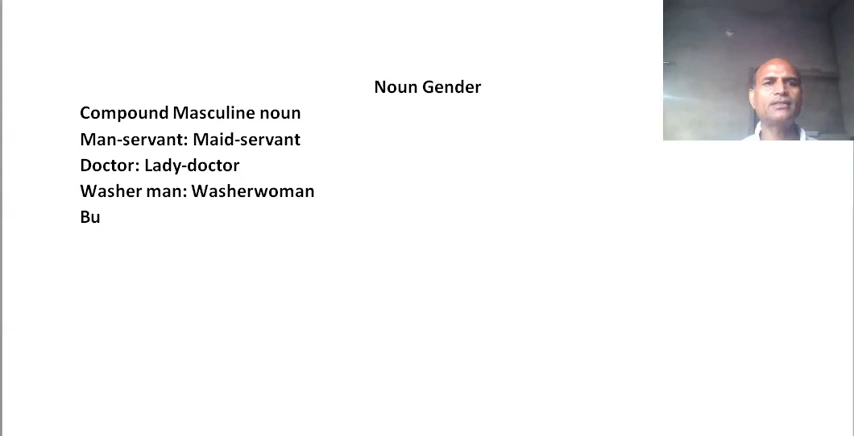 Noun Gender
Compound Masculine noun
Man-servant: Maid-servant
Doctor: Lady-doctor
Washer man: Washerwoman
Bu